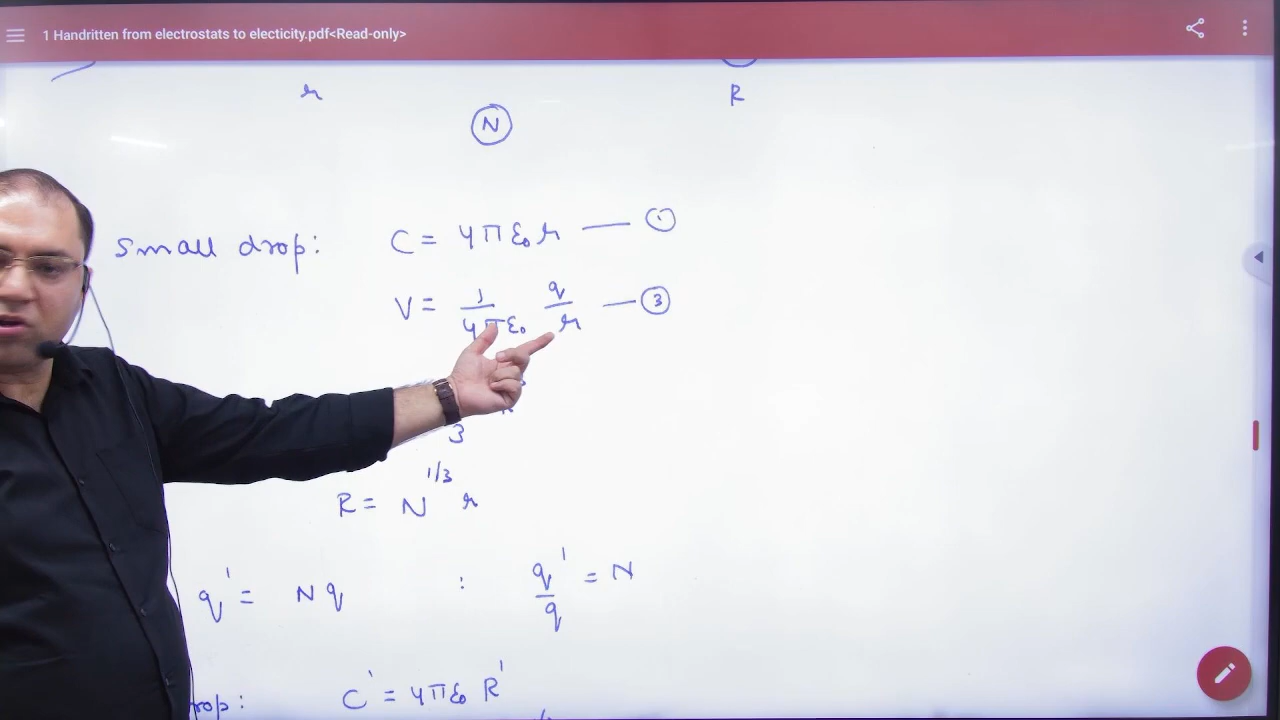 1 Handritten from electrostats to electicity.pdf<Read-only>
r R
N
Small drop: C = 4πε₀r — ①
V = 1/4πε₀ q/r — ③
3
R = N^1/3 r
q' = Nq : q'/q = N
rop: C' = 4πε₀ R'